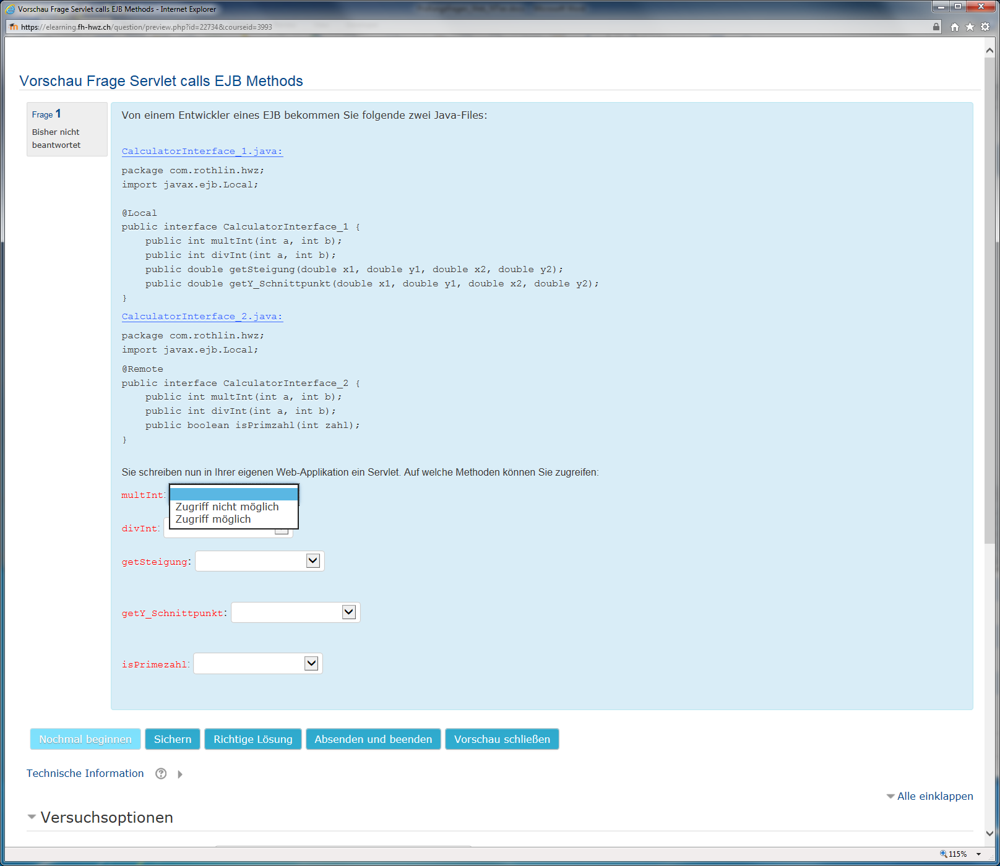 Vorschau Frage Servlet calls EJB Methods - Internet Explorer
https://elearning.fh-hwz.ch/question/preview.php?id=22734&courseid=3993
Vorschau Frage Servlet calls EJB Methods
Frage 1
Bisher nicht
beantwortet
Von einem Entwickler eines EJB bekommen Sie folgende zwei Java-Files:
CalculatorInterface_1.java:
package com.rothlin.hwz;
import javax.ejb.Local;
@Local
public interface CalculatorInterface_1 {
    public int multInt(int a, int b);
    public int divInt(int a, int b);
    public double getSteigung(double x1, double y1, double x2, double y2);
    public double getY_Schnittpunkt(double x1, double y1, double x2, double y2);
}
CalculatorInterface_2.java:
package com.rothlin.hwz;
import javax.ejb.Local;
@Remote
public interface CalculatorInterface_2 {
    public int multInt(int a, int b);
    public int divInt(int a, int b);
    public boolean isPrimzahl(int zahl);
}
Sie schreiben nun in Ihrer eigenen Web-Applikation ein Servlet. Auf welche Methoden können Sie zugreifen:
multInt:
Zugriff nicht möglich
Zugriff möglich
divInt:
getSteigung:
getY_Schnittpunkt:
isPrimezahl:
Nochmal beginnen Sichern Richtige Lösung Absenden und beenden Vorschau schließen
Technische Information
Alle einklappen
Versuchsoptionen
115%